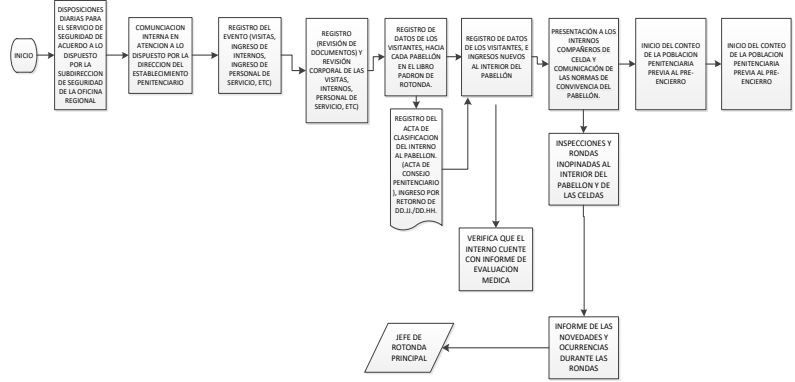 INICIO
DISPOSIONES
DIARIAS PARA
EL SERVICIO DE
SEGURIDAD DE
ACUERDO A LO
DISPUESTO
POR LA
SUBDIRECCION
DE SEGURIDAD
DE LA OFICINA
REGIONAL
COMUNCIACION
INTERNA EN
ATENCION A LO
DISPUESTO POR LA
DIRECCION DEL
ESTABLECIMIENTO
PENITENCIARIO
REGISTRO DEL
EVENTO (VISITAS,
INGRESO DE
INTERNOS,
INGRESO DE
PERSONAL DE
SERVICIO, ETC)
REGISTRO
(REVISIÓN DE
DOCUMENTOS) Y
REVISIÓN
CORPORAL DE LAS
VISITAS,
INTERNOS,
PERSONAL DE
SERVICIO, ETC)
REGISTRO DE
DATOS DE LOS
VISITANTES, HACIA
CADA PABELLÓN
EN EL LIBRO
PADRON DE
ROTONDA.
REGISTRO DEL
ACTA DE
CLASIFICACION
DEL INTERNO
AL PABELLON.
(ACTA DE
CONSEJO
PENITENCIARIO
), INGRESO POR
RETORNO DE
DD.JJ./DD.HH.
REGISTRO DE DATOS
DE LOS VISITANTES, E
INGRESOS NUEVOS
AL INTERIOR DEL
PABELLÓN
VERIFICA QUE EL
INTERNO CUENTE
CON INFORME DE
EVALUACION
MEDICA
PRESENTACIÓN A LOS
INTERNOS
COMPAÑEROS DE
CELDA Y
COMUNICACIÓN DE
LAS NORMAS DE
CONVIVENCIA DEL
PABELLÓN.
INICIO DEL CONTEO
DE LA POBLACION
PENITENCIARIA
PREVIA AL PRE-
ENCIERRO
INICIO DEL CONTEO
DE LA POBLACION
PENITENCIARIA
PREVIA AL PRE-
ENCIERRO
INSPECCIONES Y
RONDAS
INOPINADAS AL
INTERIOR DEL
PABELLON Y DE
LAS CELDAS
INFORME DE LAS
NOVEDADES Y
OCURRENCIAS
DURANTE LAS
RONDAS
JEFE DE
ROTONDA
PRINCIPAL